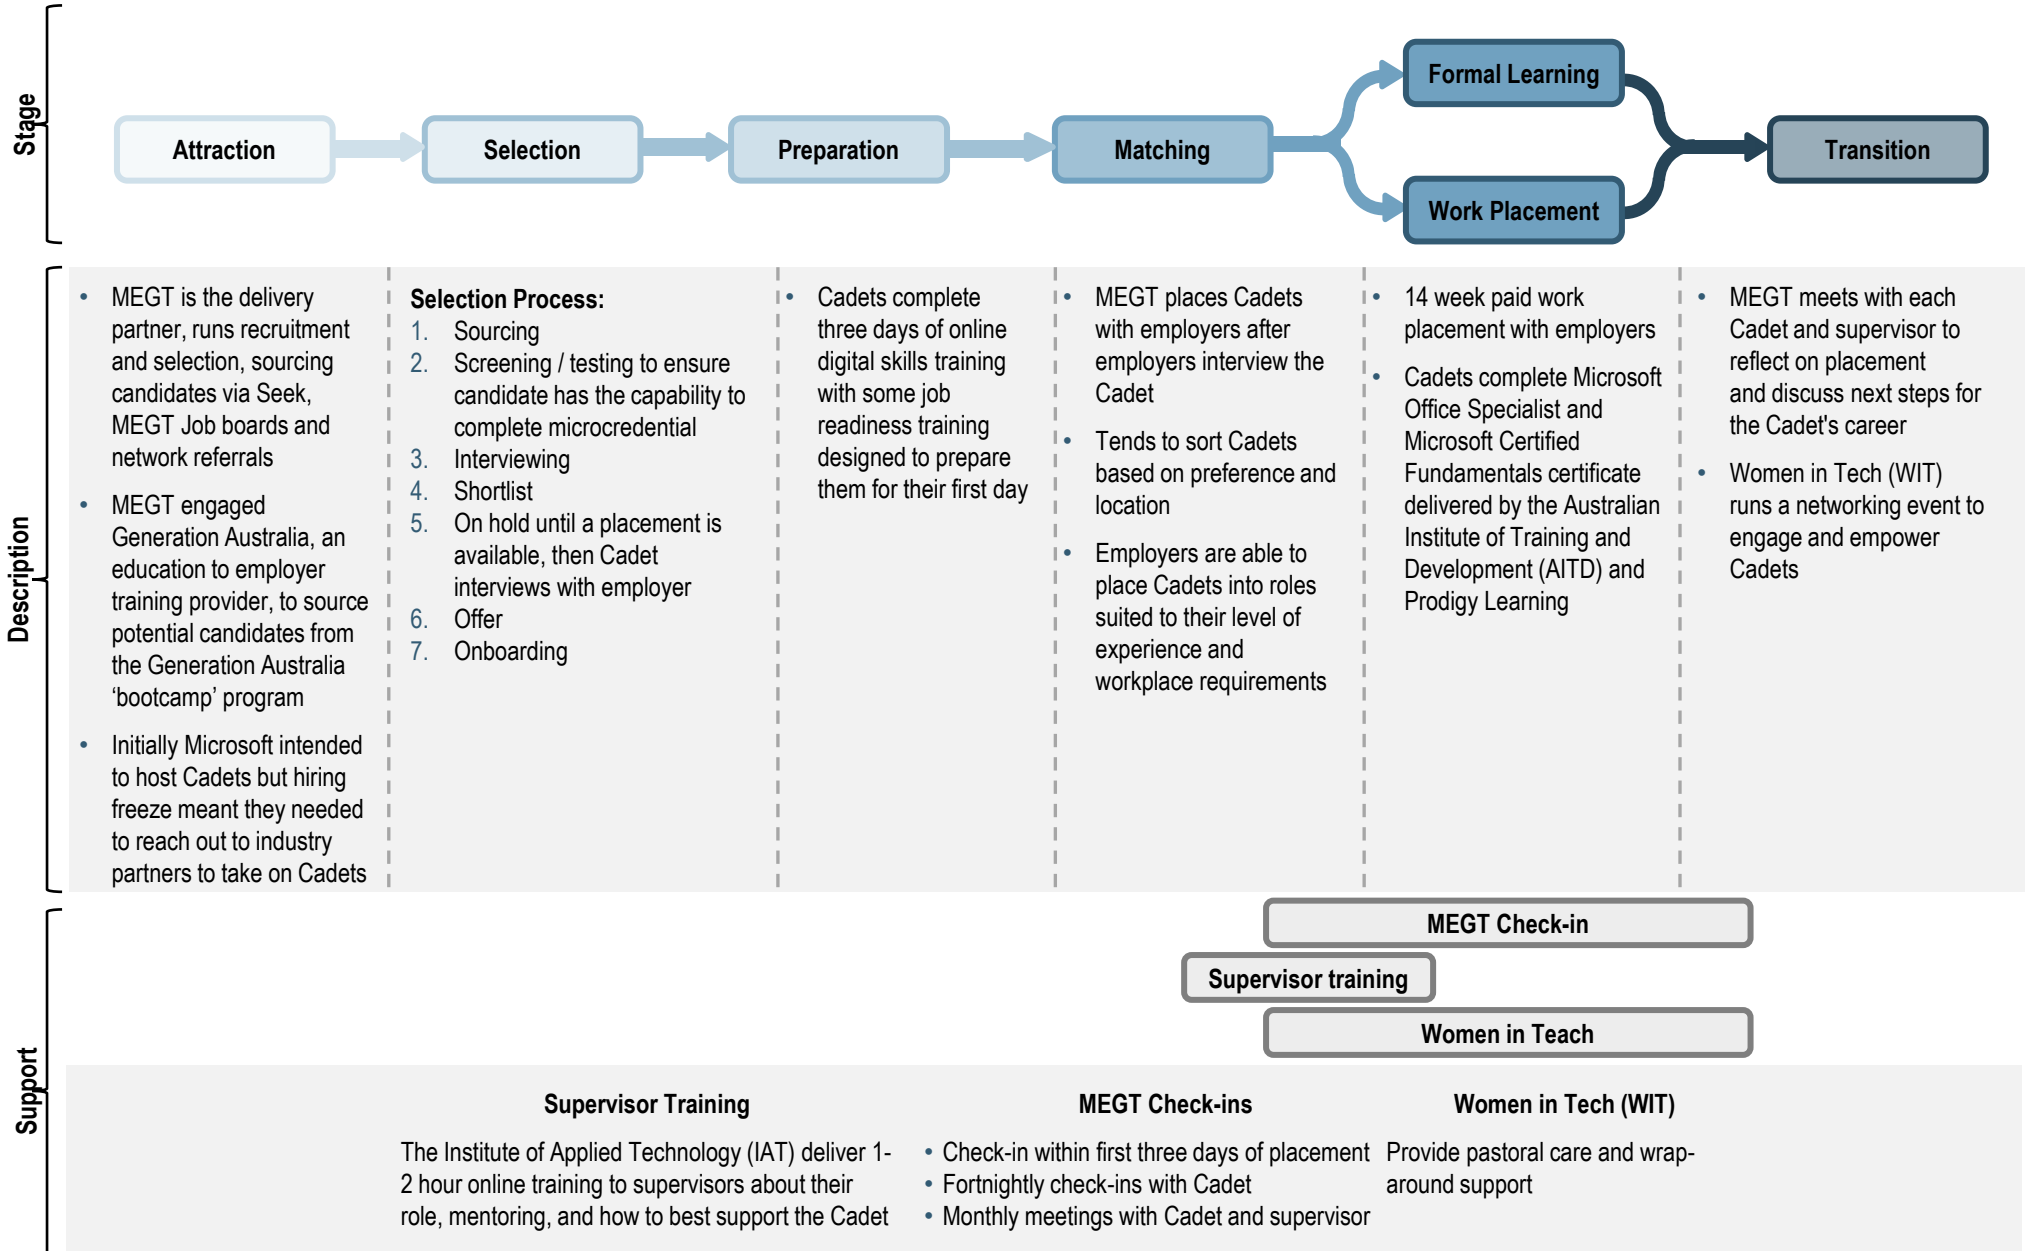 Stage
Attraction
Selection
Preparation
Matching
Formal Learning
Work Placement
Transition
Description
• MEGT is the delivery
partner, runs recruitment
and selection, sourcing
candidates via Seek,
MEGT Job boards and
network referrals
• MEGT engaged
Generation Australia, an
education to employer
training provider, to source
potential candidates from
the Generation Australia
‘bootcamp’ program
• Initially Microsoft intended
to host Cadets but hiring
freeze meant they needed
to reach out to industry
partners to take on Cadets
Selection Process:
1. Sourcing
2. Screening / testing to ensure
candidate has the capability to
complete microcredential
3. Interviewing
4. Shortlist
5. On hold until a placement is
available, then Cadet
interviews with employer
6. Offer
7. Onboarding
• Cadets complete
three days of online
digital skills training
with some job
readiness training
designed to prepare
them for their first day
• MEGT places Cadets
with employers after
employers interview the
Cadet
• Tends to sort Cadets
based on preference and
location
• Employers are able to
place Cadets into roles
suited to their level of
experience and
workplace requirements
• 14 week paid work
placement with employers
• Cadets complete Microsoft
Office Specialist and
Microsoft Certified
Fundamentals certificate
delivered by the Australian
Institute of Training and
Development (AITD) and
Prodigy Learning
• MEGT meets with each
Cadet and supervisor to
reflect on placement
and discuss next steps for
the Cadet's career
• Women in Tech (WIT)
runs a networking event to
engage and empower
Cadets
Support
MEGT Check-in
Supervisor training
Women in Teach
Supervisor Training
The Institute of Applied Technology (IAT) deliver 1-
2 hour online training to supervisors about their
role, mentoring, and how to best support the Cadet
MEGT Check-ins
• Check-in within first three days of placement
• Fortnightly check-ins with Cadet
• Monthly meetings with Cadet and supervisor
Women in Tech (WIT)
Provide pastoral care and wrap-
around support